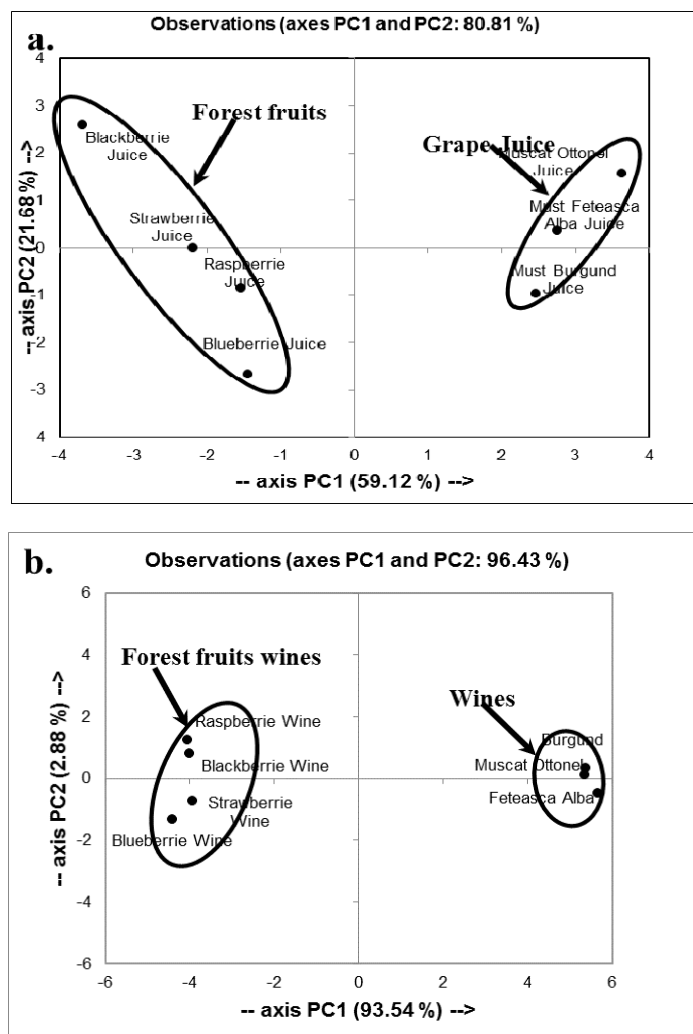 Observations (axes PC1 and PC2: 80.81 %)
a.
4
3
2
1
0
-1
-2
-3
4
-- axis PC2 (21.68 %) -->
Forest fruits
Grape Juice
Blackberrie
Juice
Muscat Ottonel
Juice
Strawberrie
Juice
Must Feteasca
Alba Juice
Raspberrie
Juice
Must Burgund
Juice
Blueberrie Juice
-4
-3
-2
-1
0
1
2
3
4
-- axis PC1 (59.12 %) -->
b.
Observations (axes PC1 and PC2: 96.43 %)
6
4
2
0
-2
-4
-6
-- axis PC2 (2.88 %) -->
Forest fruits wines
Wines
Raspberrie Wine
Burgund
Blackberrie Wine
Muscat Ottonel
Strawberrie
Wine
Feteasca Alba
Blueberrie Wine
-6
-4
-2
0
2
4
6
-- axis PC1 (93.54 %) -->